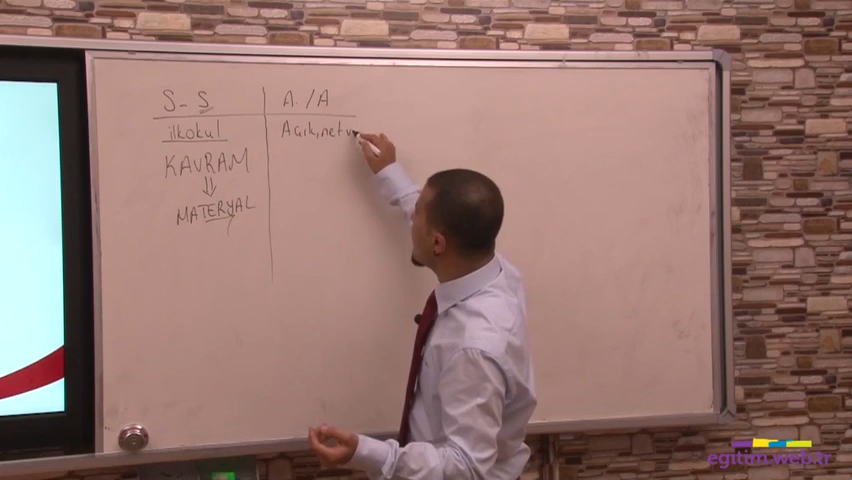 S - S
A. / A
ilkokul
Açık, net v
KAVRAM
⇓
MATERYAL
egitim.web.tr